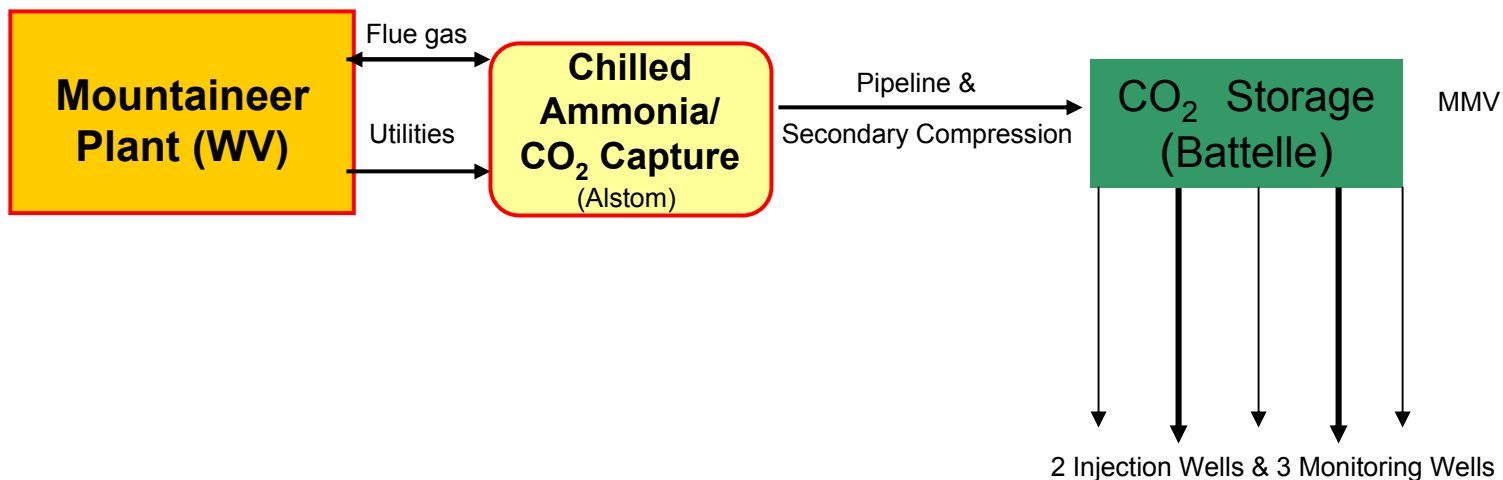 Mountaineer
Plant (WV)
Flue gas
Utilities
Chilled
Ammonia/
CO₂ Capture
(Alstom)
Pipeline &
Secondary Compression
CO₂ Storage
(Battelle)
MMV
2 Injection Wells & 3 Monitoring Wells